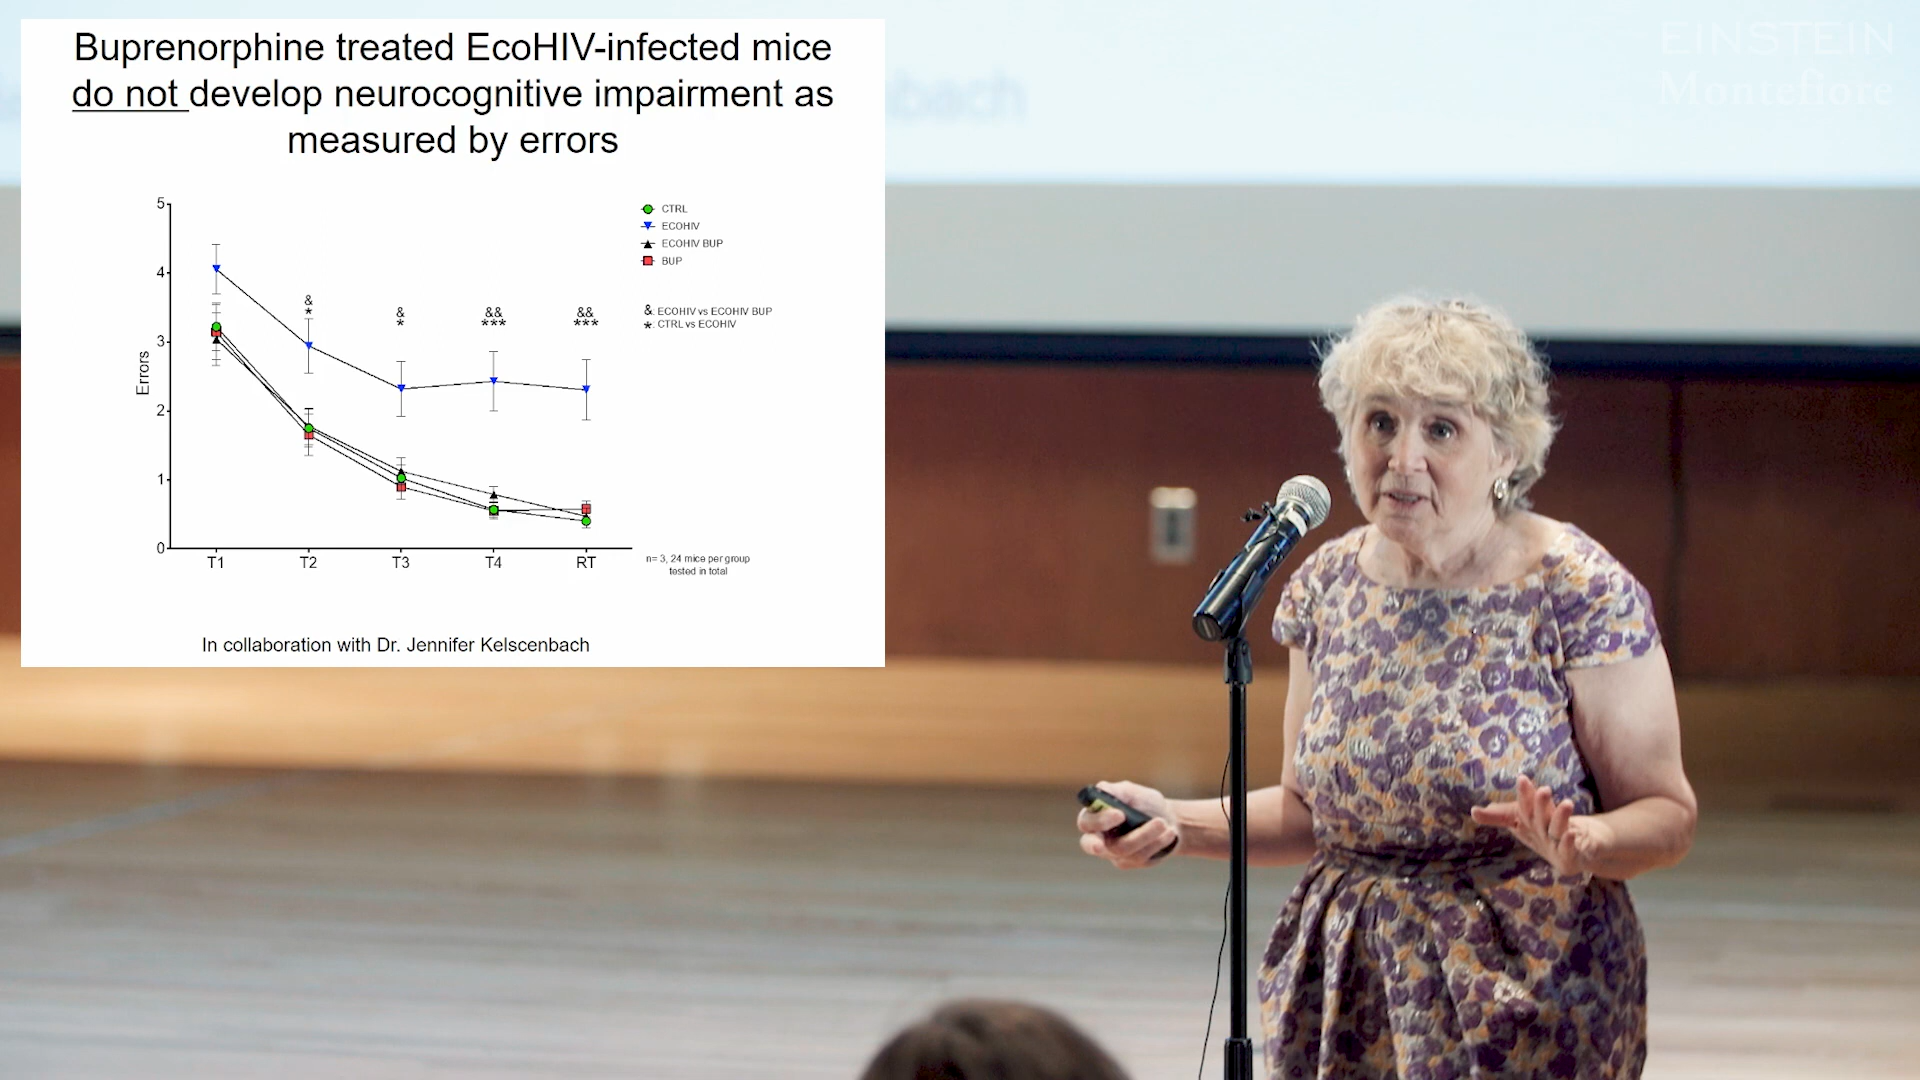 Buprenorphine treated EcoHIV-infected mice
do not develop neurocognitive impairment as
measured by errors
5
4
3
2
1
0
Errors
T1
T2
T3
T4
RT
&
*
&
*
&&
***
&&
***
CTRL
ECOHIV
ECOHIV BUP
BUP
&: ECOHIV vs ECOHIV BUP
*: CTRL vs ECOHIV
n= 3, 24 mice per group
tested in total
In collaboration with Dr. Jennifer Kelscenbach
EINSTEIN
Montefiore
bach